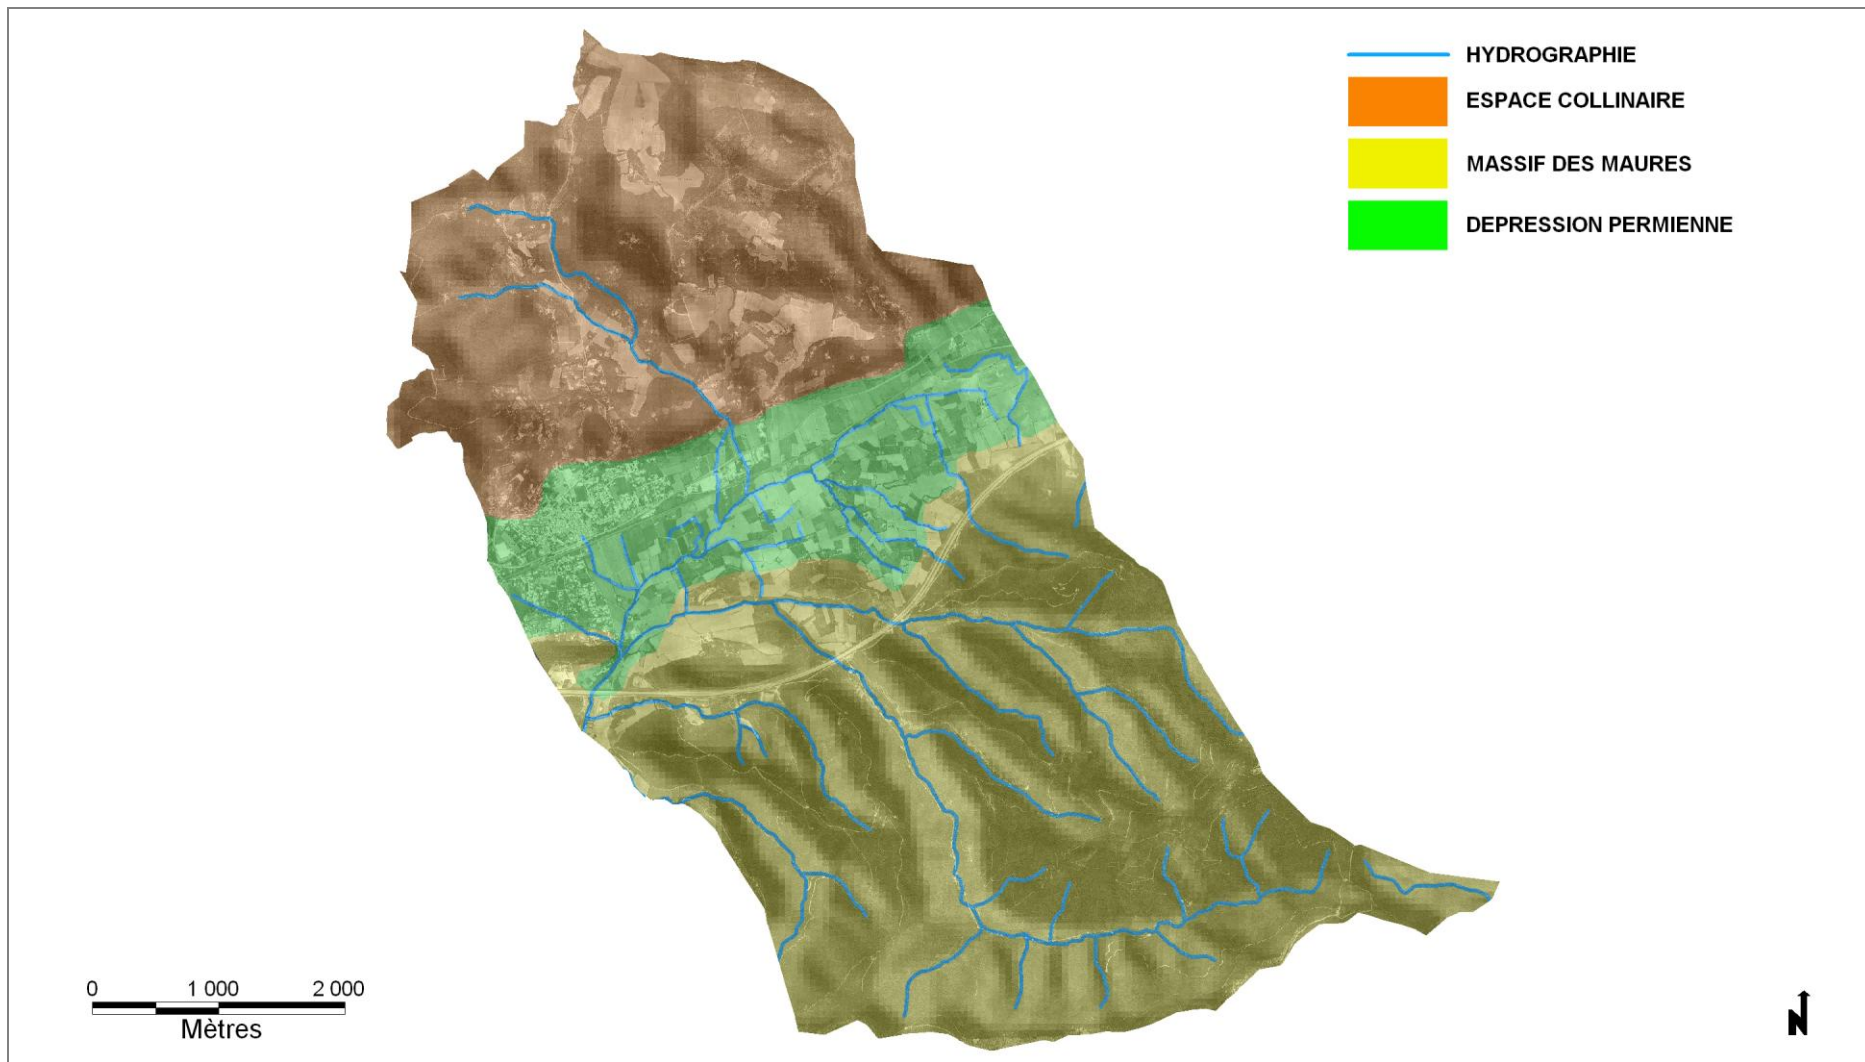 HYDROGRAPHIE
ESPACE COLLINAIRE
MASSIF DES MAURES
DEPRESSION PERMIENNE
0 1 000 2 000
Mètres
N